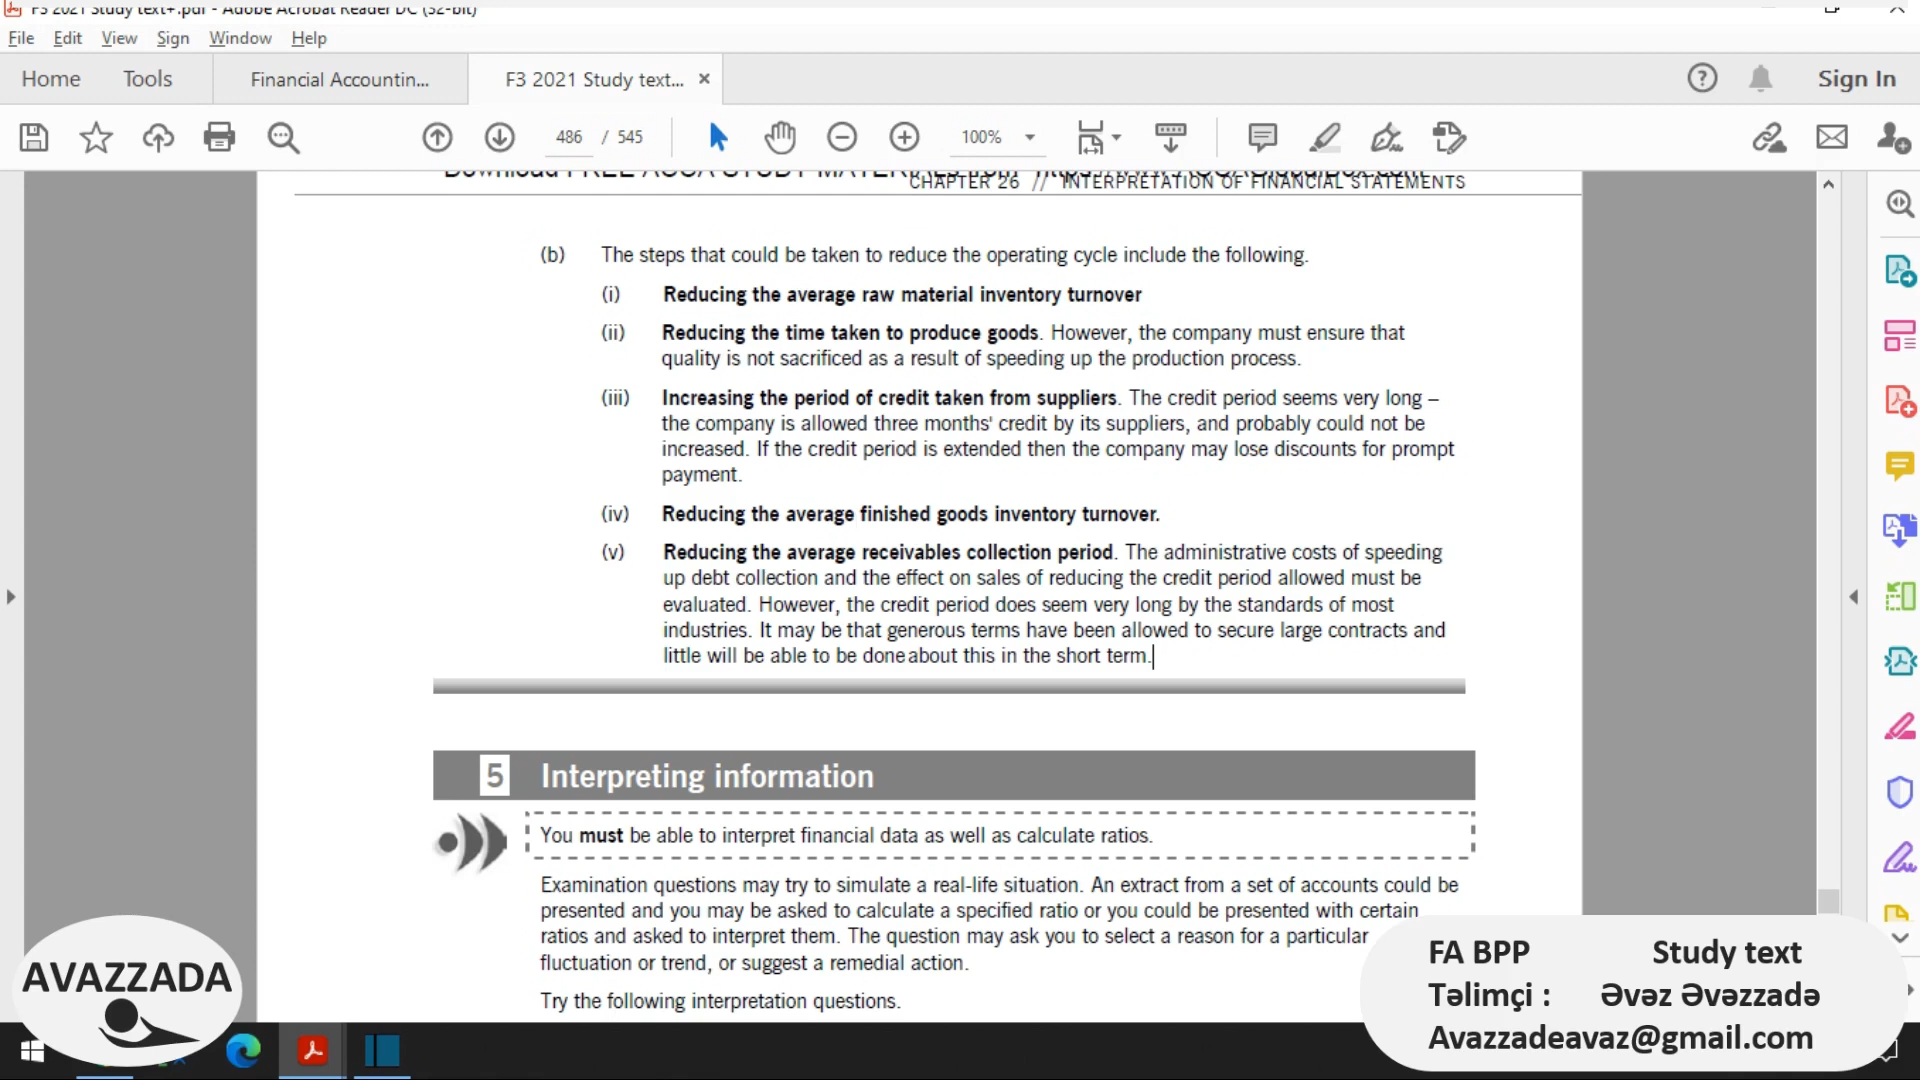 F3 2021 Study text+.pdf - Adobe Acrobat Reader DC (32-bit)
File Edit View Sign Window Help
Home Tools Financial Accountin... F3 2021 Study text... × Sign In
486 / 545 100%
Download FREE ACCA STUDY MATERIALS from
CHAPTER 26 // INTERPRETATION OF FINANCIAL STATEMENTS
(b) The steps that could be taken to reduce the operating cycle include the following.
(i) Reducing the average raw material inventory turnover
(ii) Reducing the time taken to produce goods. However, the company must ensure that
quality is not sacrificed as a result of speeding up the production process.
(iii) Increasing the period of credit taken from suppliers. The credit period seems very long –
the company is allowed three months' credit by its suppliers, and probably could not be
increased. If the credit period is extended then the company may lose discounts for prompt
payment.
(iv) Reducing the average finished goods inventory turnover.
(v) Reducing the average receivables collection period. The administrative costs of speeding
up debt collection and the effect on sales of reducing the credit period allowed must be
evaluated. However, the credit period does seem very long by the standards of most
industries. It may be that generous terms have been allowed to secure large contracts and
little will be able to be done about this in the short term.
5 Interpreting information
You must be able to interpret financial data as well as calculate ratios.
Examination questions may try to simulate a real-life situation. An extract from a set of accounts could be
presented and you may be asked to calculate a specified ratio or you could be presented with certain
ratios and asked to interpret them. The question may ask you to select a reason for a particular
fluctuation or trend, or suggest a remedial action.
Try the following interpretation questions.
AVAZZADA
FA BPP Study text
Təlimçi : Əvəz Əvəzzadə
Avazzadeavaz@gmail.com